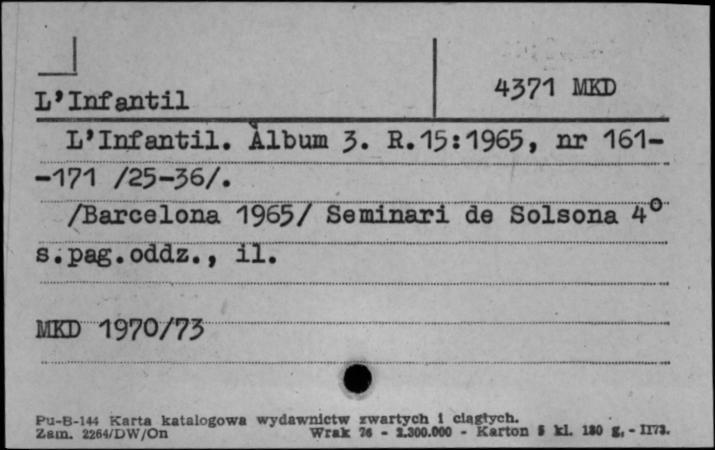 4371 MKD
L'Infantil
L'Infantil. Àlbum 3. R.15:1965, nr 161-
-171 /25-36/.
/Barcelona 1965/ Seminari de Solsona 4°
s.pag.oddz., il.
MKD 1970/73
Pu-B-144 Karta katalogowa wydawnictw zwartych i ciągłych.
Zam. 2264/DW/On Wrak 76 - 2.300.000 - Karton 5 kl. 180 g. - II73.